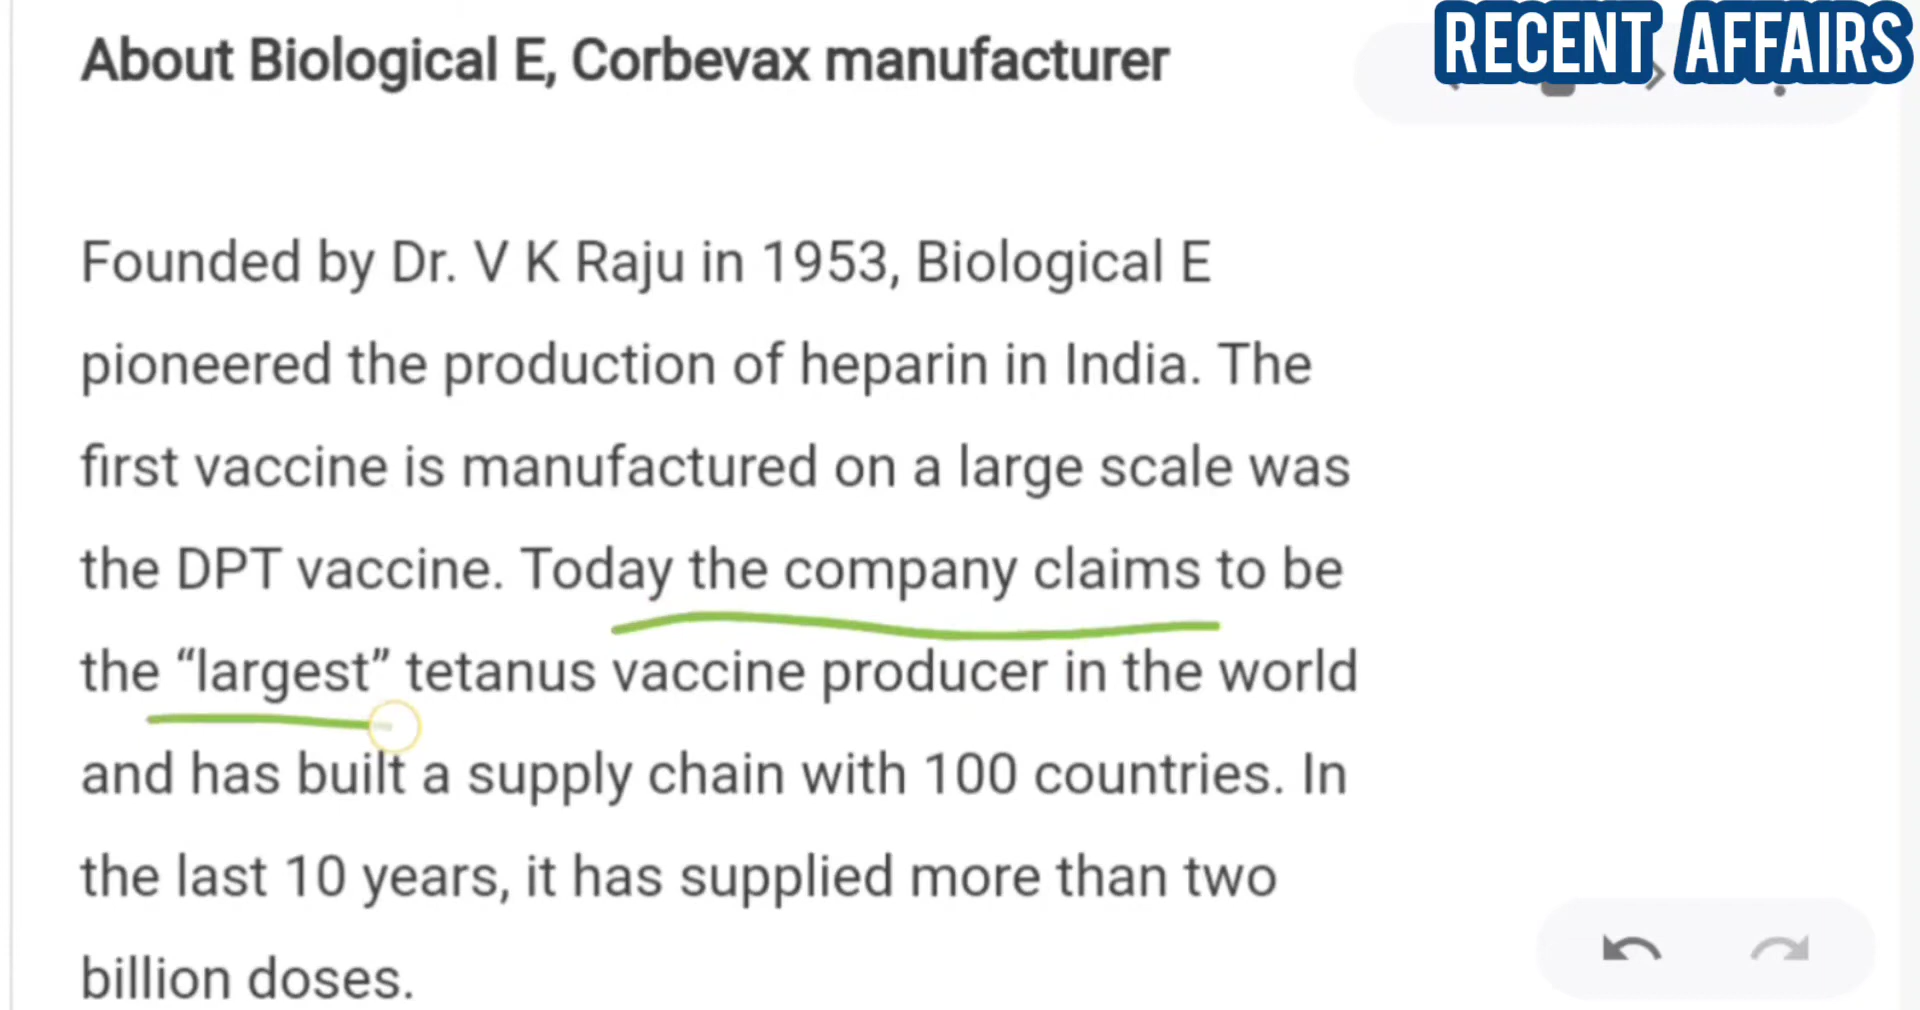 RECENT AFFAIRS
About Biological E, Corbevax manufacturer
Founded by Dr. V K Raju in 1953, Biological E
pioneered the production of heparin in India. The
first vaccine is manufactured on a large scale was
the DPT vaccine. Today the company claims to be
the “largest” tetanus vaccine producer in the world
and has built a supply chain with 100 countries. In
the last 10 years, it has supplied more than two
billion doses.